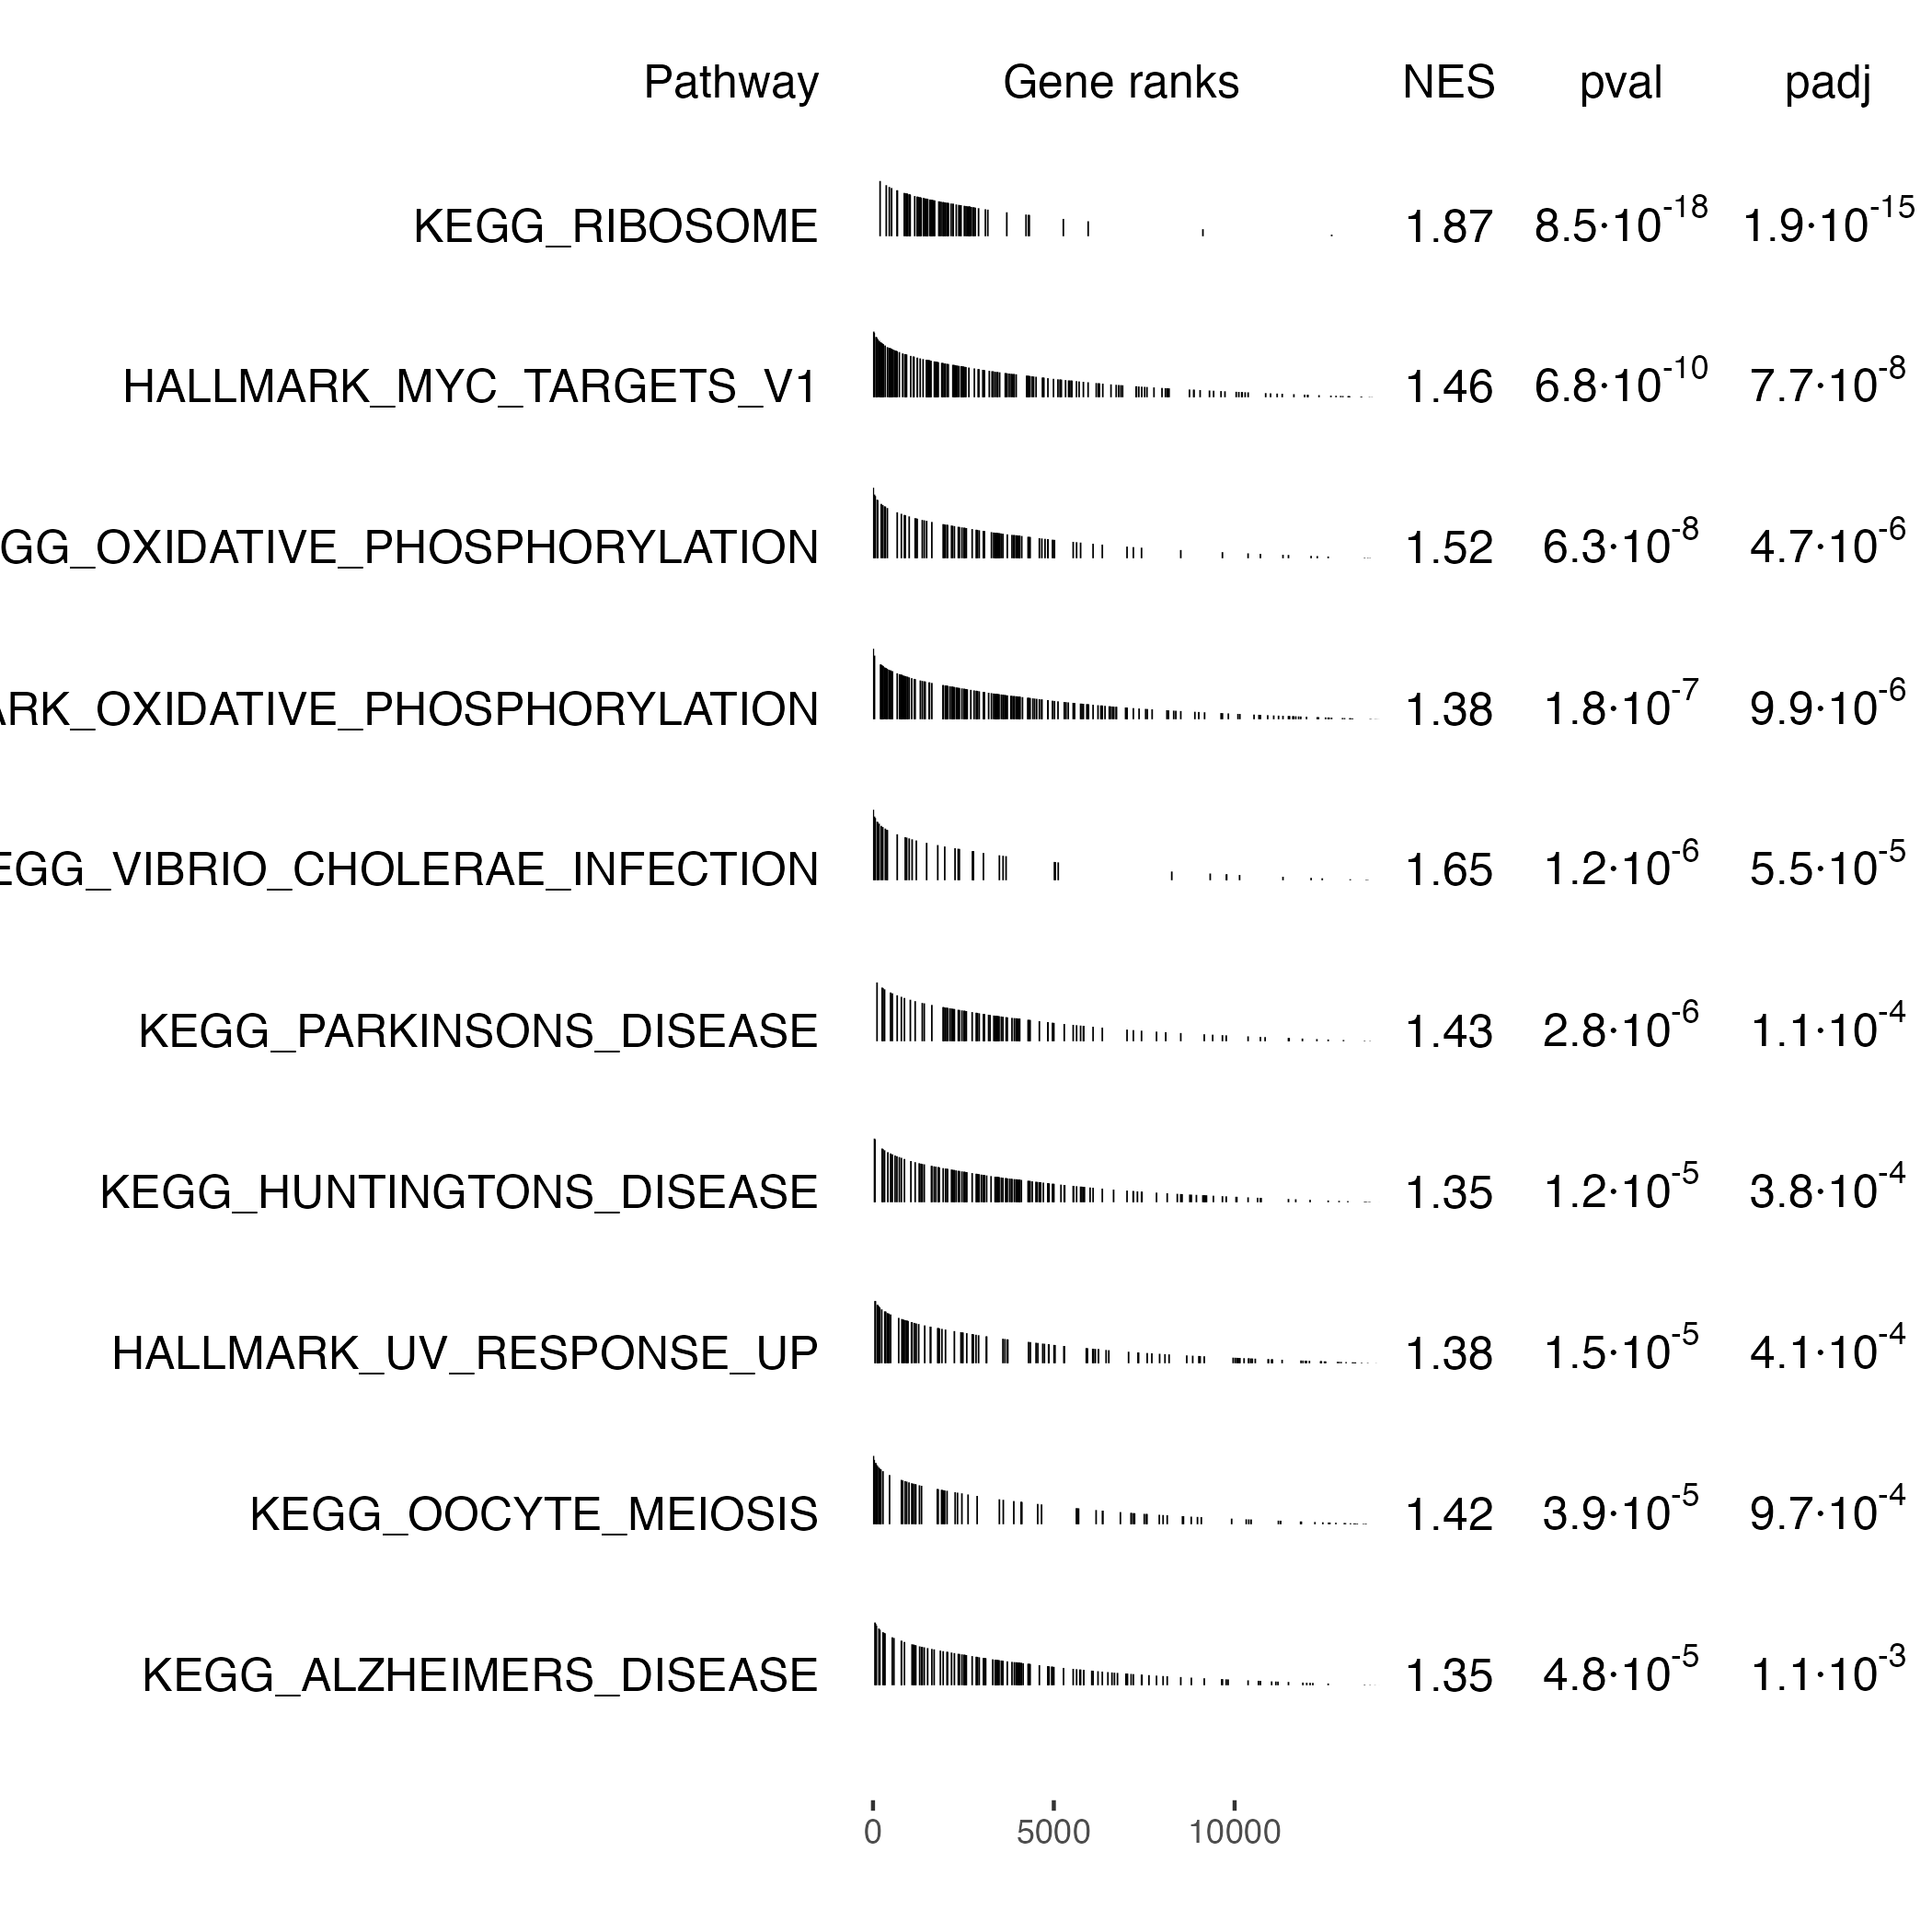 Pathway Gene ranks NES pval padj
KEGG_RIBOSOME 1.87 8.5·10⁻¹⁸ 1.9·10⁻¹⁵
HALLMARK_MYC_TARGETS_V1 1.46 6.8·10⁻¹⁰ 7.7·10⁻⁸
GG_OXIDATIVE_PHOSPHORYLATION 1.52 6.3·10⁻⁸ 4.7·10⁻⁶
ARK_OXIDATIVE_PHOSPHORYLATION 1.38 1.8·10⁻⁷ 9.9·10⁻⁶
EGG_VIBRIO_CHOLERAE_INFECTION 1.65 1.2·10⁻⁶ 5.5·10⁻⁵
KEGG_PARKINSONS_DISEASE 1.43 2.8·10⁻⁶ 1.1·10⁻⁴
KEGG_HUNTINGTONS_DISEASE 1.35 1.2·10⁻⁵ 3.8·10⁻⁴
HALLMARK_UV_RESPONSE_UP 1.38 1.5·10⁻⁵ 4.1·10⁻⁴
KEGG_OOCYTE_MEIOSIS 1.42 3.9·10⁻⁵ 9.7·10⁻⁴
KEGG_ALZHEIMERS_DISEASE 1.35 4.8·10⁻⁵ 1.1·10⁻³
0 5000 10000